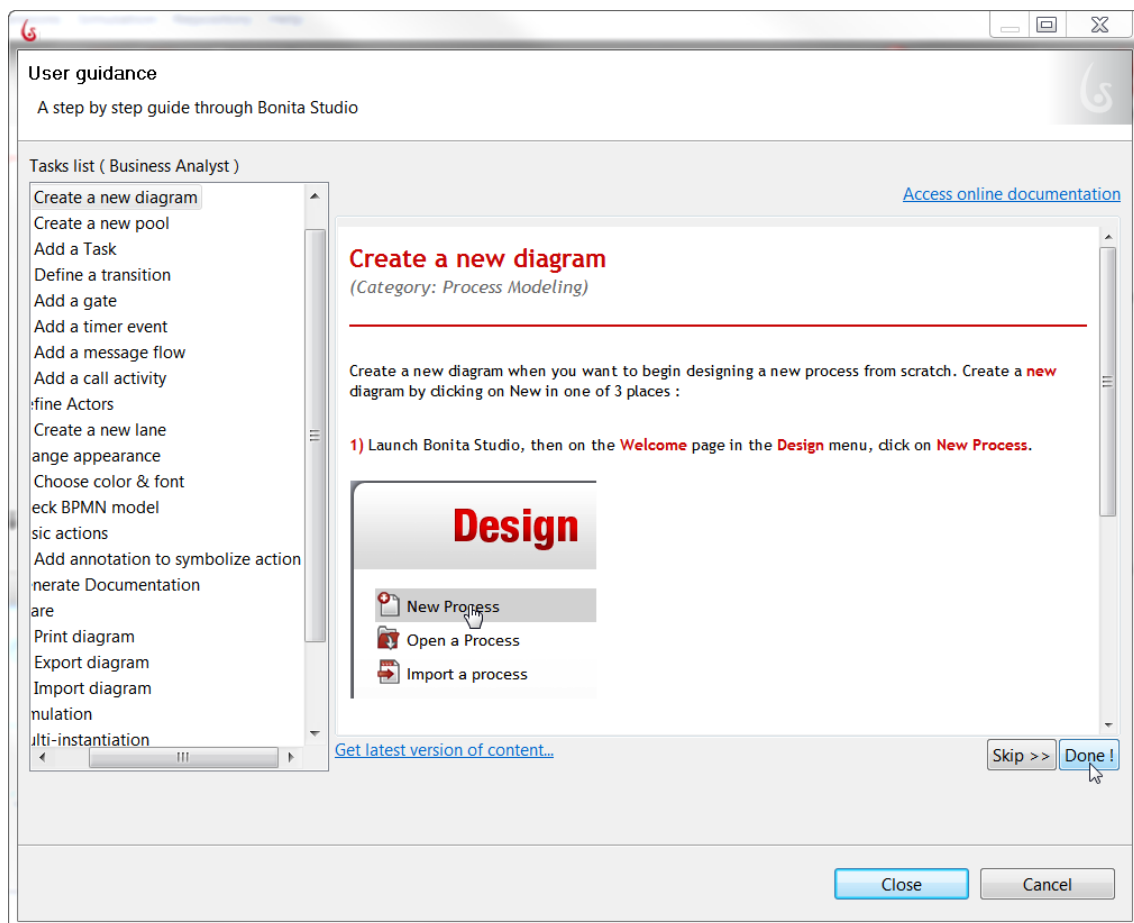 User guidance
A step by step guide through Bonita Studio
Tasks list ( Business Analyst )
Create a new diagram
Create a new pool
Add a Task
Define a transition
Add a gate
Add a timer event
Add a message flow
Add a call activity
fine Actors
Create a new lane
ange appearance
Choose color & font
eck BPMN model
sic actions
Add annotation to symbolize action
nerate Documentation
are
Print diagram
Export diagram
Import diagram
mulation
ulti-instantiation
Access online documentation
Create a new diagram
(Category: Process Modeling)
Create a new diagram when you want to begin designing a new process from scratch. Create a new
diagram by clicking on New in one of 3 places :
1) Launch Bonita Studio, then on the Welcome page in the Design menu, click on New Process.
Design
New Process
Open a Process
Import a process
Get latest version of content...
Skip >>
Done !
Close
Cancel